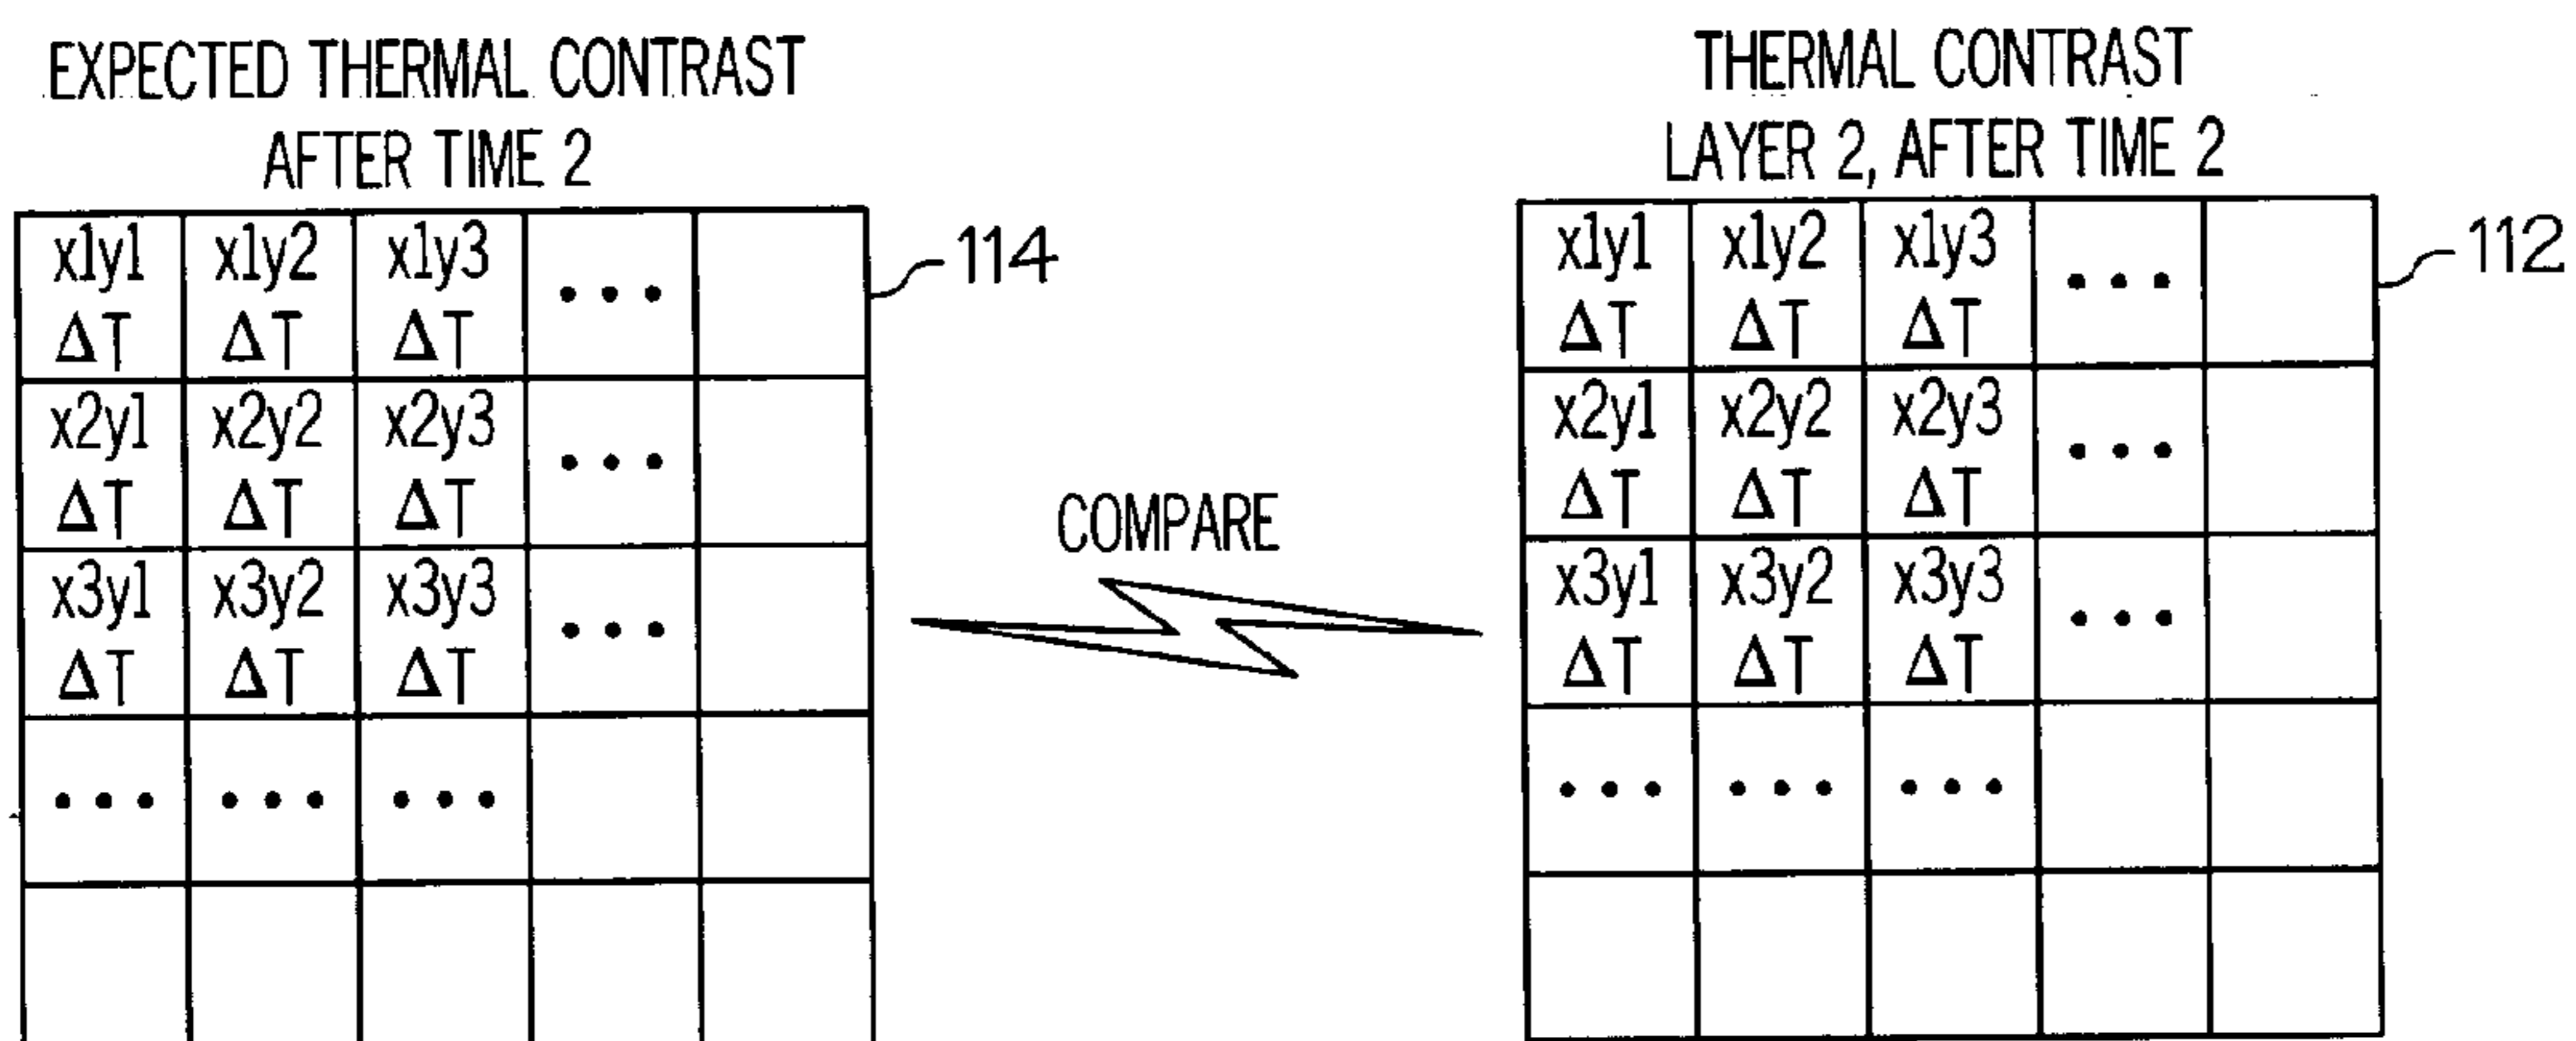 EXPECTED THERMAL CONTRAST
AFTER TIME 2
x1y1 x1y2 x1y3 •••
ΔT ΔT ΔT
x2y1 x2y2 x2y3 •••
ΔT ΔT ΔT
x3y1 x3y2 x3y3 •••
ΔT ΔT ΔT
••• ••• •••
114
COMPARE
THERMAL CONTRAST
LAYER 2, AFTER TIME 2
x1y1 x1y2 x1y3 •••
ΔT ΔT ΔT
x2y1 x2y2 x2y3 •••
ΔT ΔT ΔT
x3y1 x3y2 x3y3 •••
ΔT ΔT ΔT
••• ••• •••
112